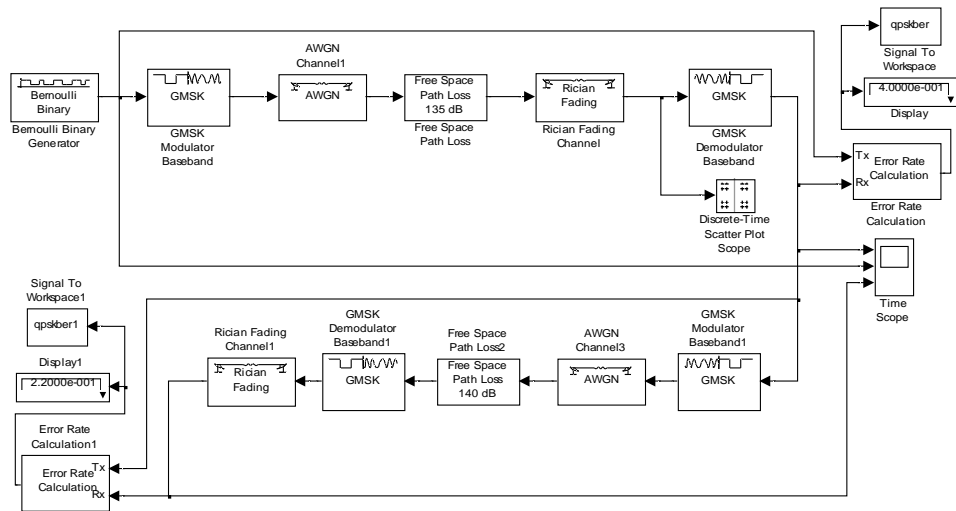 qpskber
Signal To
Workspace
4.0000e-001
Display
AWGN
Channel1
Bernoulli
Binary
Bernoulli Binary
Generator
GMSK
GMSK
Modulator
Baseband
AWGN
Free Space
Path Loss
135 dB
Free Space
Path Loss
Rician
Fading
Rician Fading
Channel
GMSK
GMSK
Demodulator
Baseband
Tx
Rx
Error Rate
Calculation
Error Rate
Calculation
Discrete-Time
Scatter Plot
Scope
Time
Scope
Signal To
Workspace1
qpskber1
Display1
2.2000e-001
Rician Fading
Channel1
Rician
Fading
GMSK
Demodulator
Baseband1
GMSK
Free Space
Path Loss2
Free Space
Path Loss
140 dB
AWGN
Channel3
AWGN
GMSK
Modulator
Baseband1
GMSK
Error Rate
Calculation1
Error Rate
Calculation
Tx
Rx